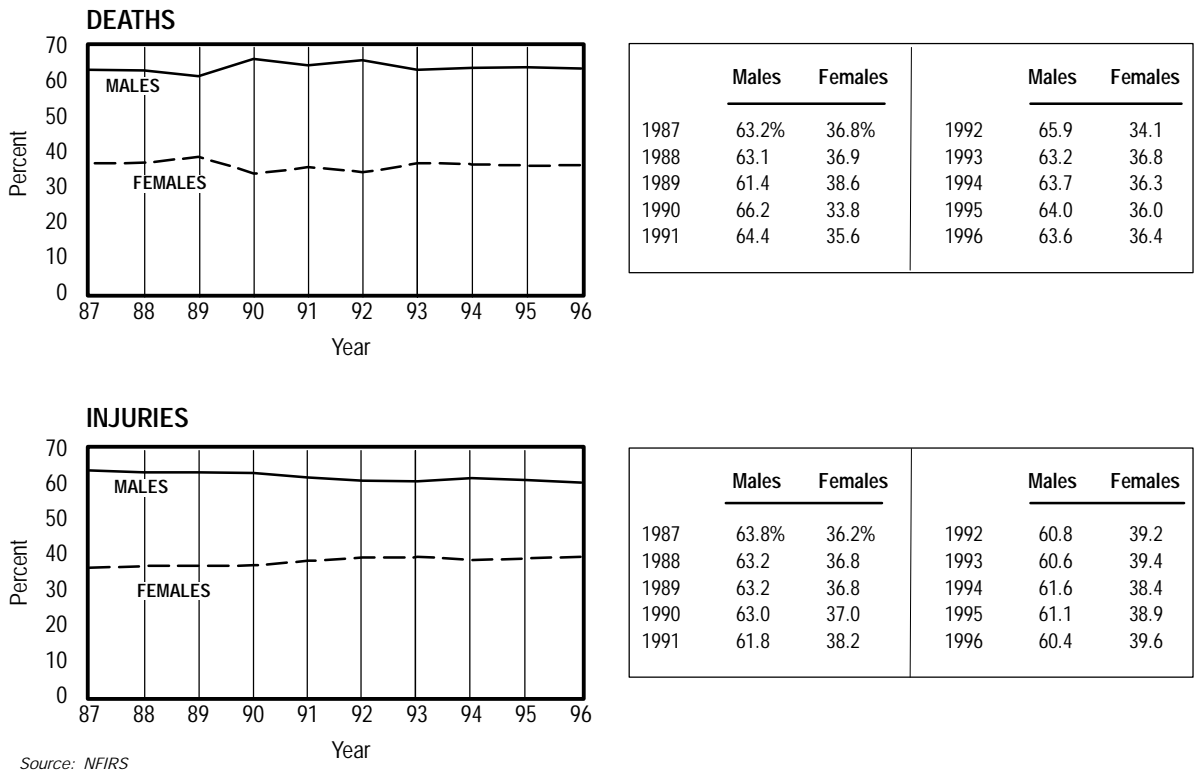 DEATHS
70
60
50
40
30
20
10
0
Percent
MALES
FEMALES
87 88 89 90 91 92 93 94 95 96
Year
Males Females Males Females
1987 63.2% 36.8% 1992 65.9 34.1
1988 63.1 36.9 1993 63.2 36.8
1989 61.4 38.6 1994 63.7 36.3
1990 66.2 33.8 1995 64.0 36.0
1991 64.4 35.6 1996 63.6 36.4
INJURIES
70
60
50
40
30
20
10
0
Percent
MALES
FEMALES
87 88 89 90 91 92 93 94 95 96
Year
Males Females Males Females
1987 63.8% 36.2% 1992 60.8 39.2
1988 63.2 36.8 1993 60.6 39.4
1989 63.2 36.8 1994 61.6 38.4
1990 63.0 37.0 1995 61.1 38.9
1991 61.8 38.2 1996 60.4 39.6
Source: NFIRS